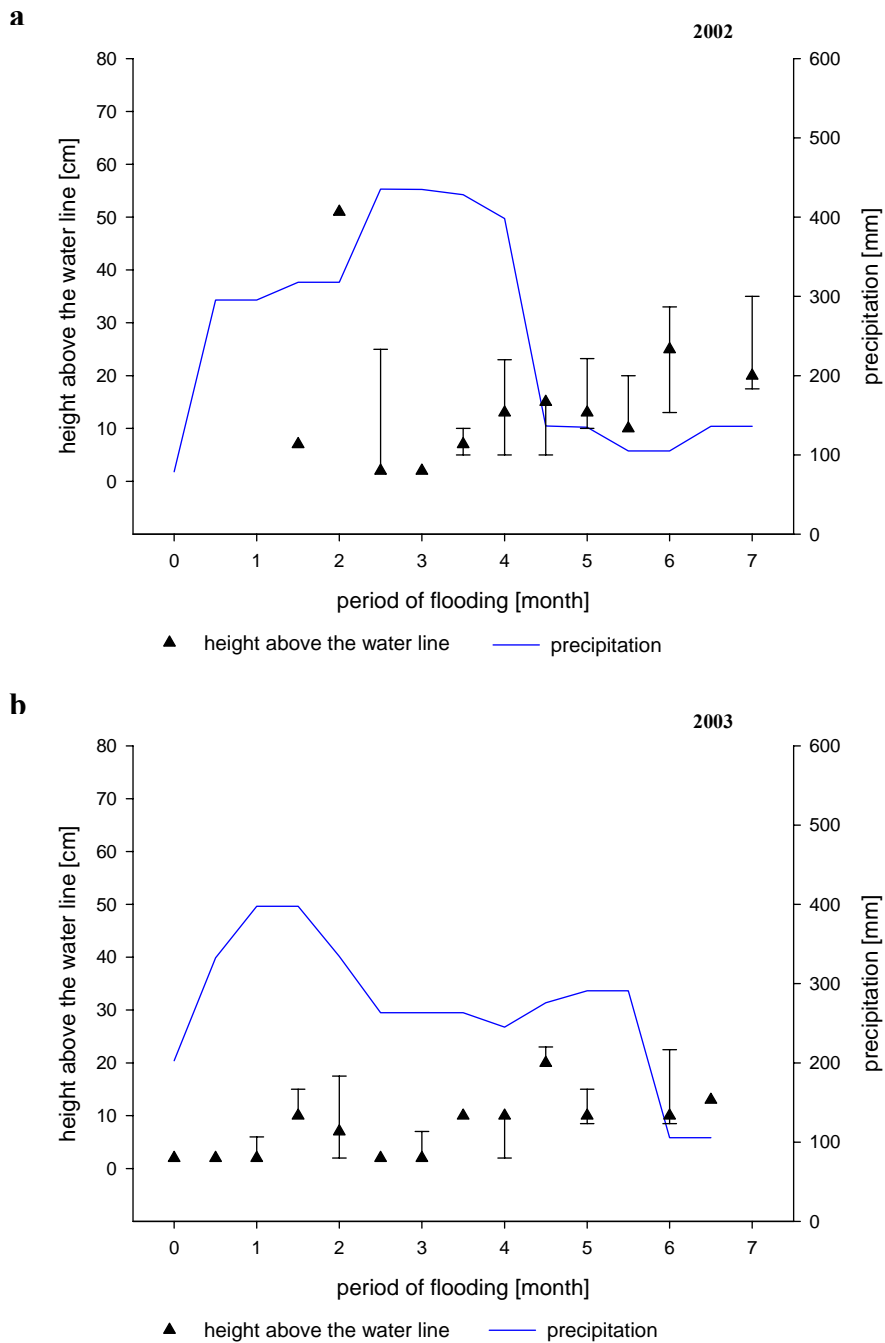 a
2002
80
70
60
50
40
30
20
10
0
height above the water line [cm]
600
500
400
300
200
100
0
precipitation [mm]
0 1 2 3 4 5 6 7
period of flooding [month]
height above the water line precipitation
b
2003
80
70
60
50
40
30
20
10
0
height above the water line [cm]
600
500
400
300
200
100
0
precipitation [mm]
0 1 2 3 4 5 6 7
period of flooding [month]
height above the water line precipitation